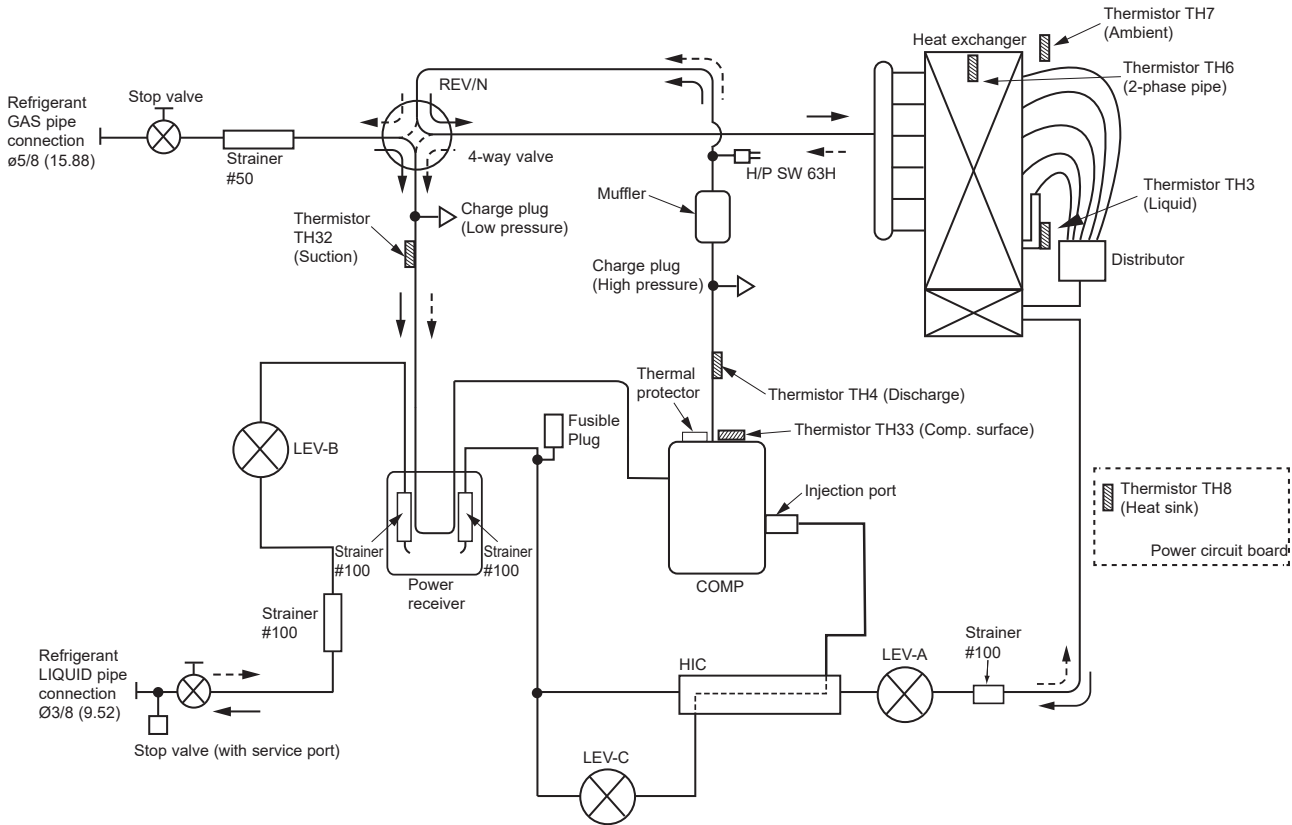 Thermistor TH7
(Ambient)
Heat exchanger
Thermistor TH6
(2-phase pipe)
REV/N
Stop valve
Refrigerant
GAS pipe
connection
ø5/8 (15.88)
Strainer
#50
4-way valve
H/P SW 63H
Muffler
Thermistor TH3
(Liquid)
Charge plug
(Low pressure)
Thermistor
TH32
(Suction)
Distributor
Charge plug
(High pressure)
Thermal
protector
Thermistor TH4 (Discharge)
Fusible
Plug
Thermistor TH33 (Comp. surface)
LEV-B
Injection port
Thermistor TH8
(Heat sink)
Power circuit board
Strainer
#100
Strainer
#100
Power
receiver
COMP
Strainer
#100
Strainer
#100
Refrigerant
LIQUID pipe
connection
Ø3/8 (9.52)
HIC
LEV-A
Stop valve (with service port)
LEV-C